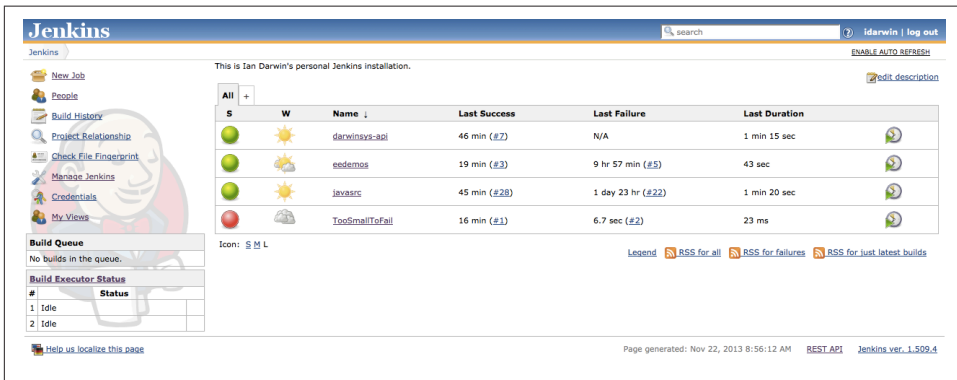 Jenkins
search
idarwin | log out
Jenkins
ENABLE AUTO REFRESH
New Job
People
Build History
Project Relationship
Check File Fingerprint
Manage Jenkins
Credentials
My Views
Build Queue
No builds in the queue.
Build Executor Status
# Status
1 Idle
2 Idle
This is Ian Darwin's personal Jenkins installation.
edit description
All +
S W Name ↓ Last Success Last Failure Last Duration
darwinsys-api 46 min (#7) N/A 1 min 15 sec
eedemos 19 min (#3) 9 hr 57 min (#5) 43 sec
javasrc 45 min (#28) 1 day 23 hr (#22) 1 min 20 sec
TooSmallToFail 16 min (#1) 6.7 sec (#2) 23 ms
Icon: S M L
Legend RSS for all RSS for failures RSS for just latest builds
Help us localize this page
Page generated: Nov 22, 2013 8:56:12 AM REST API Jenkins ver. 1.509.4